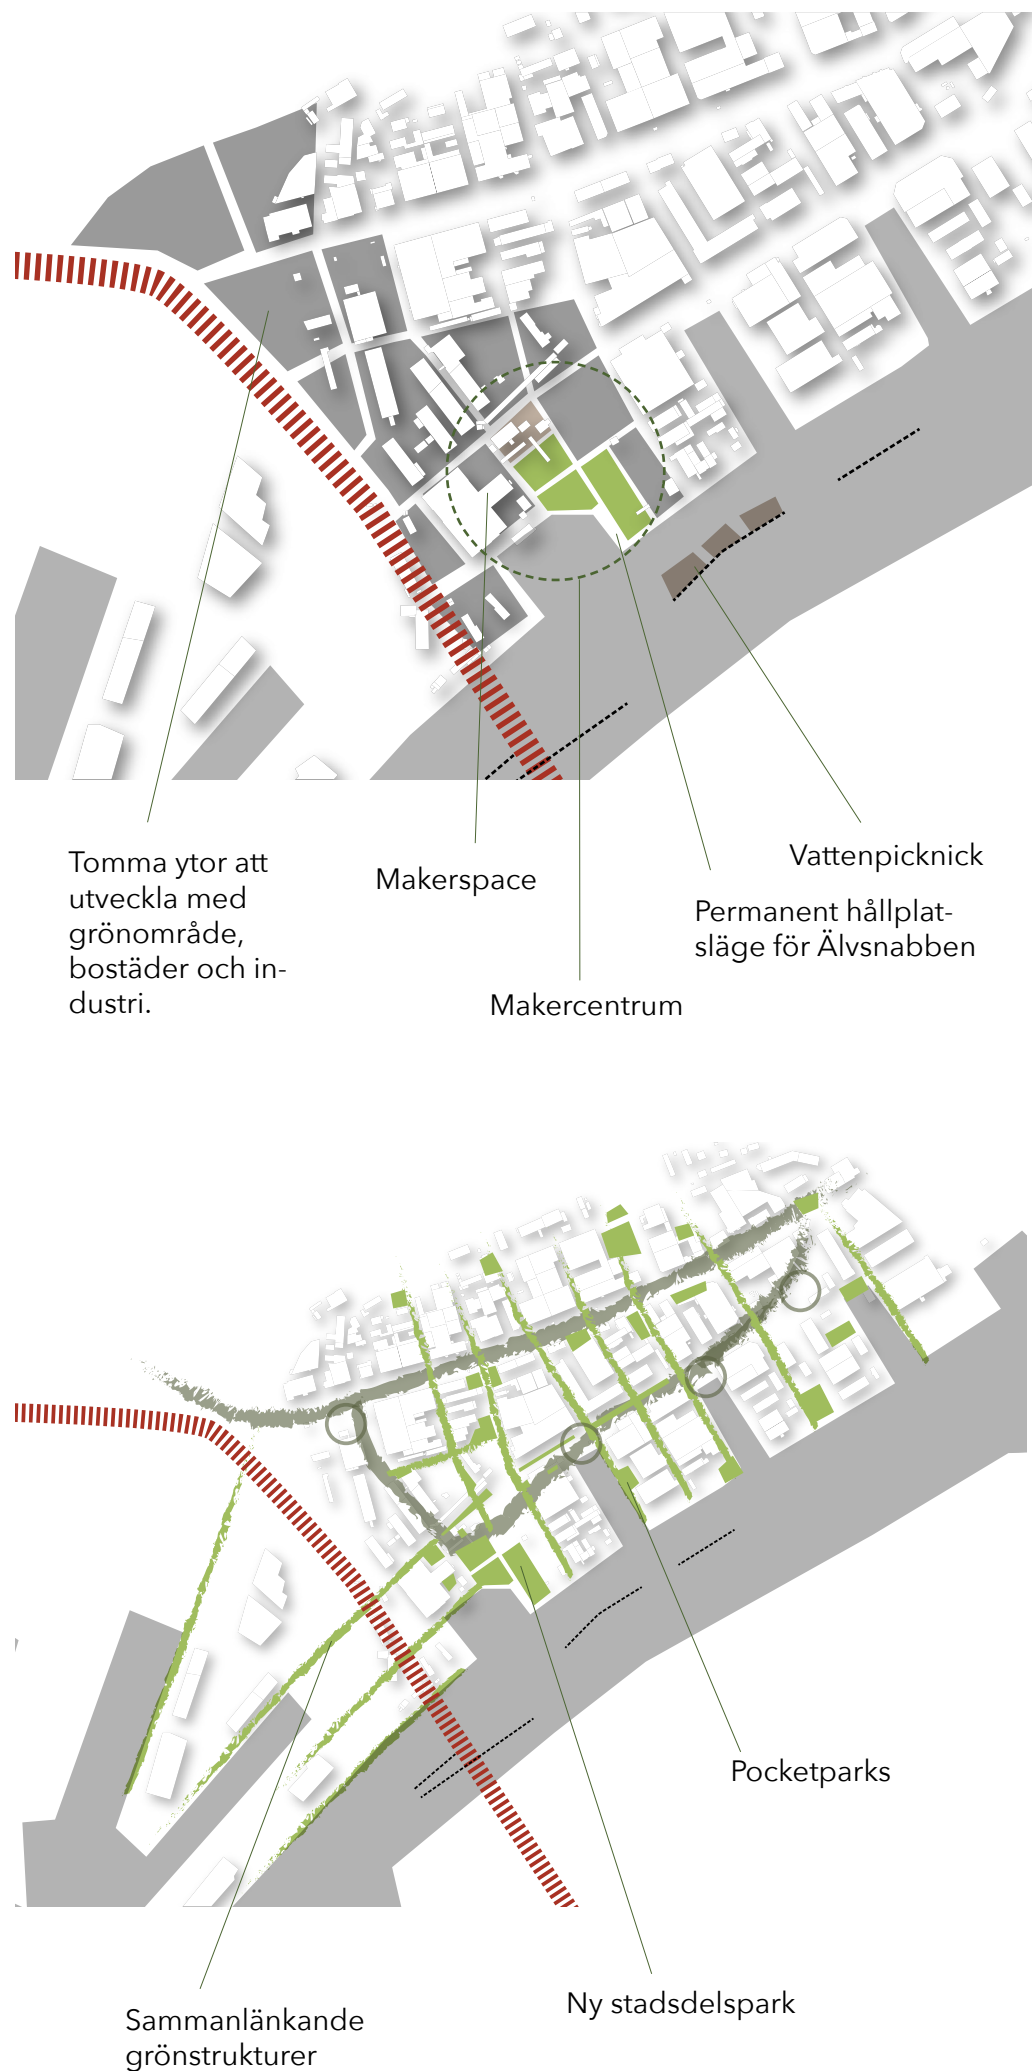 Tomma ytor att
utveckla med
grönområde,
bostäder och in-
dustri.
Makerspace
Makercentrum
Vattenpicknick
Permanent hållplat-
släge för Älvsnabben
Pocketparks
Ny stadsdelspark
Sammanlänkande
grönstrukturer